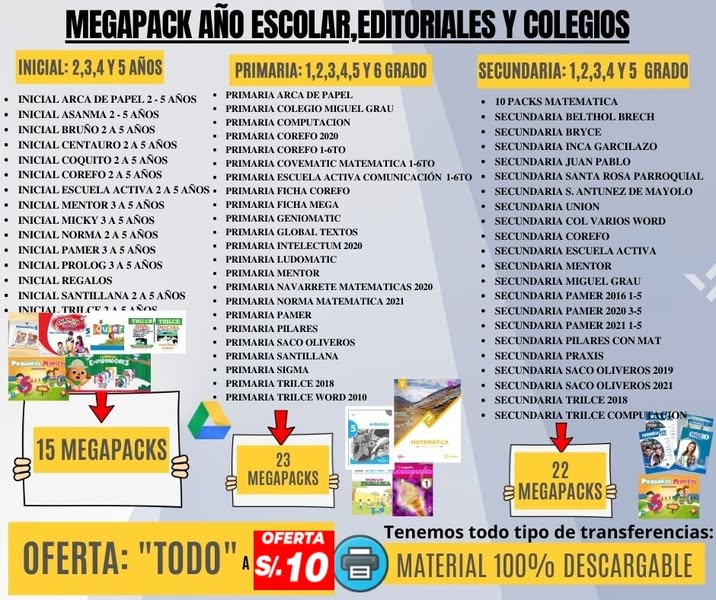 MEGAPACK AÑO ESCOLAR,EDITORIALES Y COLEGIOS
INICIAL: 2,3,4 Y 5 AÑOS
INICIAL ARCA DE PAPEL 2 - 5 AÑOS
INICIAL ASANMA 2 - 5 AÑOS
INICIAL BRUÑO 2 A 5 AÑOS
INICIAL CENTAURO 2 A 5 AÑOS
INICIAL COQUITO 2 A 5 AÑOS
INICIAL COREFO 2 A 5 AÑOS
INICIAL ESCUELA ACTIVA 2 A 5 AÑOS
INICIAL MENTOR 3 A 5 AÑOS
INICIAL MICKY 3 A 5 AÑOS
INICIAL NORMA 2 A 5 AÑOS
INICIAL PAMER 3 A 5 AÑOS
INICIAL PROLOG 3 A 5 AÑOS
INICIAL REGALOS
INICIAL SANTILLANA 2 A 5 AÑOS
INICIAL TRILCE 2 A 5 AÑOS
15 MEGAPACKS
PRIMARIA: 1,2,3,4,5 Y 6 GRADO
PRIMARIA ARCA DE PAPEL
PRIMARIA COLEGIO MIGUEL GRAU
PRIMARIA COMPUTACION
PRIMARIA COREFO 2020
PRIMARIA COREFO 1-6TO
PRIMARIA COVEMATIC MATEMATICA 1-6TO
PRIMARIA ESCUELA ACTIVA COMUNICACIÓN 1-6TO
PRIMARIA FICHA COREFO
PRIMARIA FICHA MEGA
PRIMARIA GENIOMATIC
PRIMARIA GLOBAL TEXTOS
PRIMARIA INTELECTUM 2020
PRIMARIA LUDOMATIC
PRIMARIA MENTOR
PRIMARIA NAVARRETE MATEMATICAS 2020
PRIMARIA NORMA MATEMATICA 2021
PRIMARIA PAMER
PRIMARIA PILARES
PRIMARIA SACO OLIVEROS
PRIMARIA SANTILLANA
PRIMARIA SIGMA
PRIMARIA TRILCE 2018
PRIMARIA TRILCE WORD 2010
MATEMÁTICA
23
MEGAPACKS
SECUNDARIA: 1,2,3,4 Y 5 GRADO
10 PACKS MATEMATICA
SECUNDARIA BELTHOL BRECH
SECUNDARIA BRYCE
SECUNDARIA INCA GARCILAZO
SECUNDARIA JUAN PABLO
SECUNDARIA SANTA ROSA PARROQUIAL
SECUNDARIA S. ANTUNEZ DE MAYOLO
SECUNDARIA UNION
SECUNDARIA COL VARIOS WORD
SECUNDARIA COREFO
SECUNDARIA ESCUELA ACTIVA
SECUNDARIA MENTOR
SECUNDARIA MIGUEL GRAU
SECUNDARIA PAMER 2016 1-5
SECUNDARIA PAMER 2020 3-5
SECUNDARIA PAMER 2021 1-5
SECUNDARIA PILARES CON MAT
SECUNDARIA PRAXIS
SECUNDARIA SACO OLIVEROS 2019
SECUNDARIA SACO OLIVEROS 2021
SECUNDARIA TRILCE 2018
SECUNDARIA TRILCE COMPUTACION
22
MEGAPACKS
OFERTA: "TODO" A
OFERTA
S/.10
Tenemos todo tipo de transferencias:
MATERIAL 100% DESCARGABLE